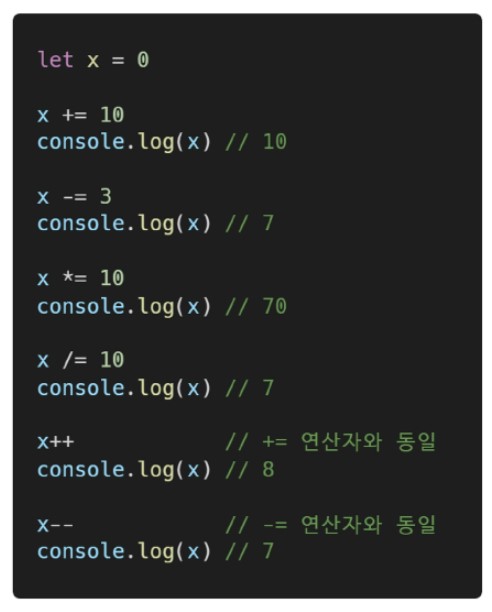 let x = 0
x += 10
console.log(x) // 10
x -= 3
console.log(x) // 7
x *= 10
console.log(x) // 70
x /= 10
console.log(x) // 7
x++ // += 연산자와 동일
console.log(x) // 8
x-- // -= 연산자와 동일
console.log(x) // 7